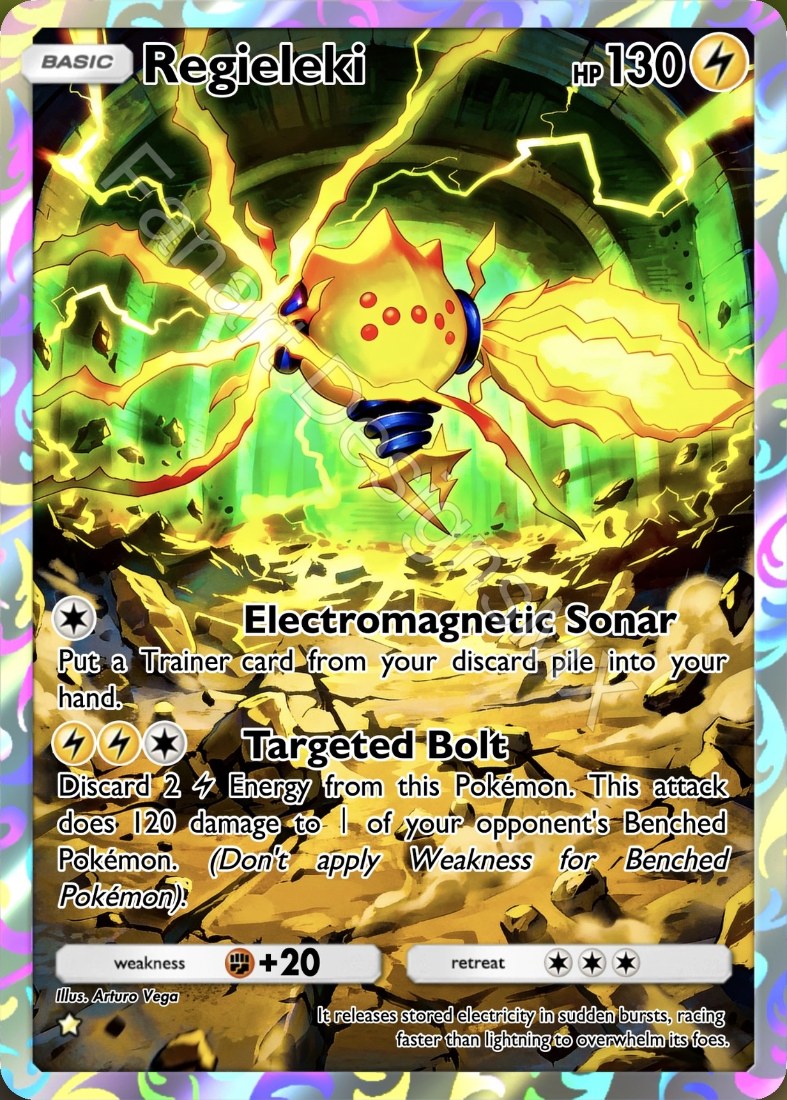 BASIC Regieleki HP 130
Electromagnetic Sonar
Put a Trainer card from your discard pile into your
hand.
Targeted Bolt
Discard 2 Energy from this Pokémon. This attack
does 120 damage to 1 of your opponent's Benched
Pokémon. (Don't apply Weakness for Benched
Pokémon).
weakness +20 retreat
Illus. Arturo Vega
It releases stored electricity in sudden bursts, racing
faster than lightning to overwhelm its foes.